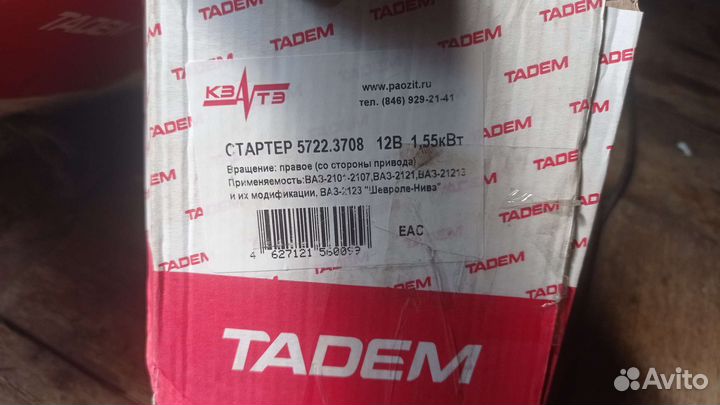 TADEM
TADEM
TADEM
TADEM
КЗАТЭ
www.paozit.ru
тел. (846) 929-21-41
СТАРТЕР 5722.3708 12В 1,55кВт
Вращение: правое (со стороны привода)
Применяемость:ВАЗ-2101-2107,ВАЗ-2121,ВАЗ-21213
и их модификации, ВАЗ-2123 "Шевроле-Нива"
EAC
4 627121 560099
TADEM
TADEM
TADEM
TADEM
Avito